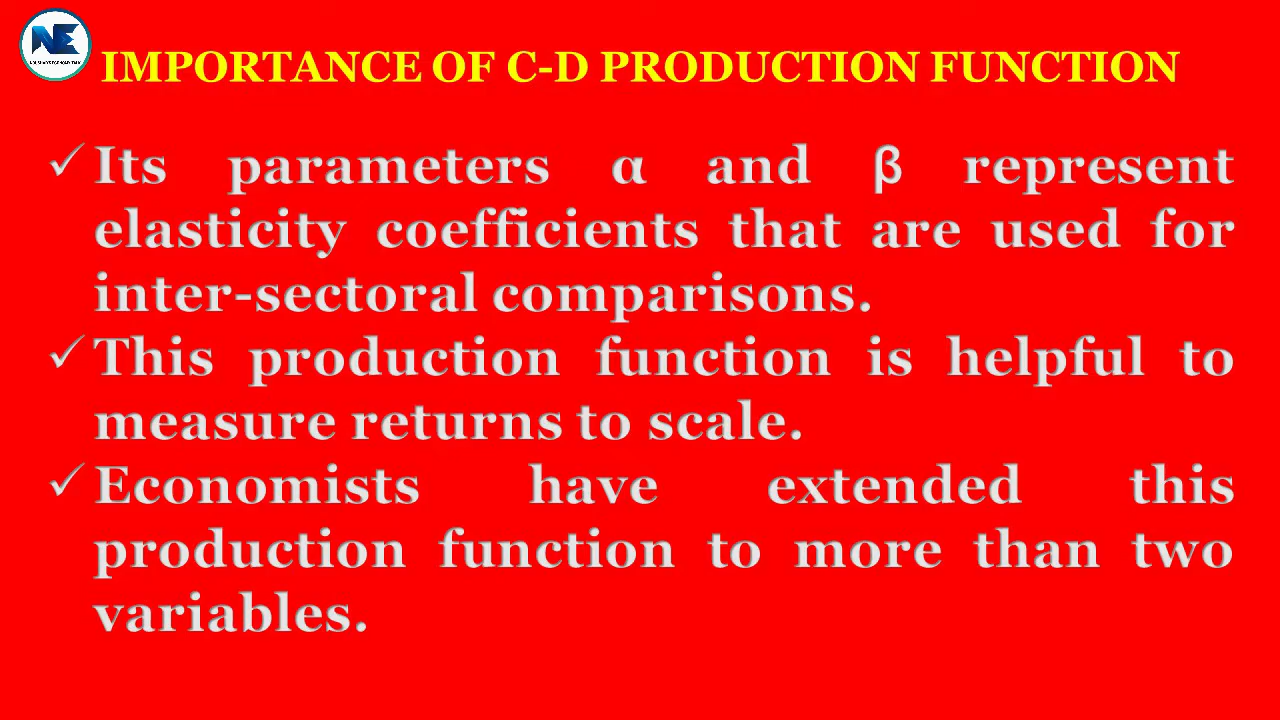 NE
IMPORTANCE OF C-D PRODUCTION FUNCTION
✓ Its parameters α and β represent
elasticity coefficients that are used for
inter-sectoral comparisons.
✓ This production function is helpful to
measure returns to scale.
✓ Economists have extended this
production function to more than two
variables.